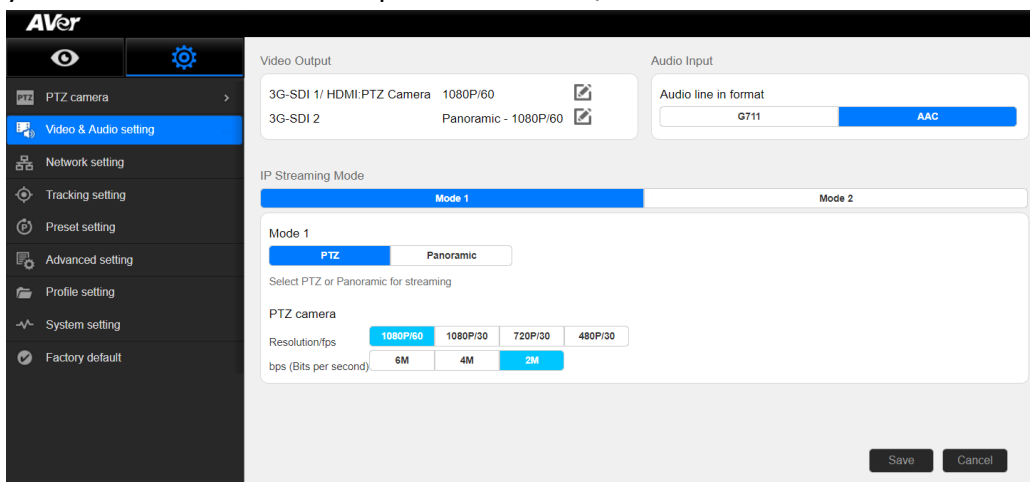 AVer
Video Output
Audio Input
3G-SDI 1/ HDMI:PTZ Camera 1080P/60
3G-SDI 2 Panoramic - 1080P/60
Audio line in format
G711 AAC
PTZ PTZ camera >
Video & Audio setting
Network setting
Tracking setting
Preset setting
Advanced setting
Profile setting
System setting
Factory default
IP Streaming Mode
Mode 1 Mode 2
Mode 1
PTZ Panoramic
Select PTZ or Panoramic for streaming
PTZ camera
Resolution/fps 1080P/60 1080P/30 720P/30 480P/30
bps (Bits per second) 6M 4M 2M
Save Cancel